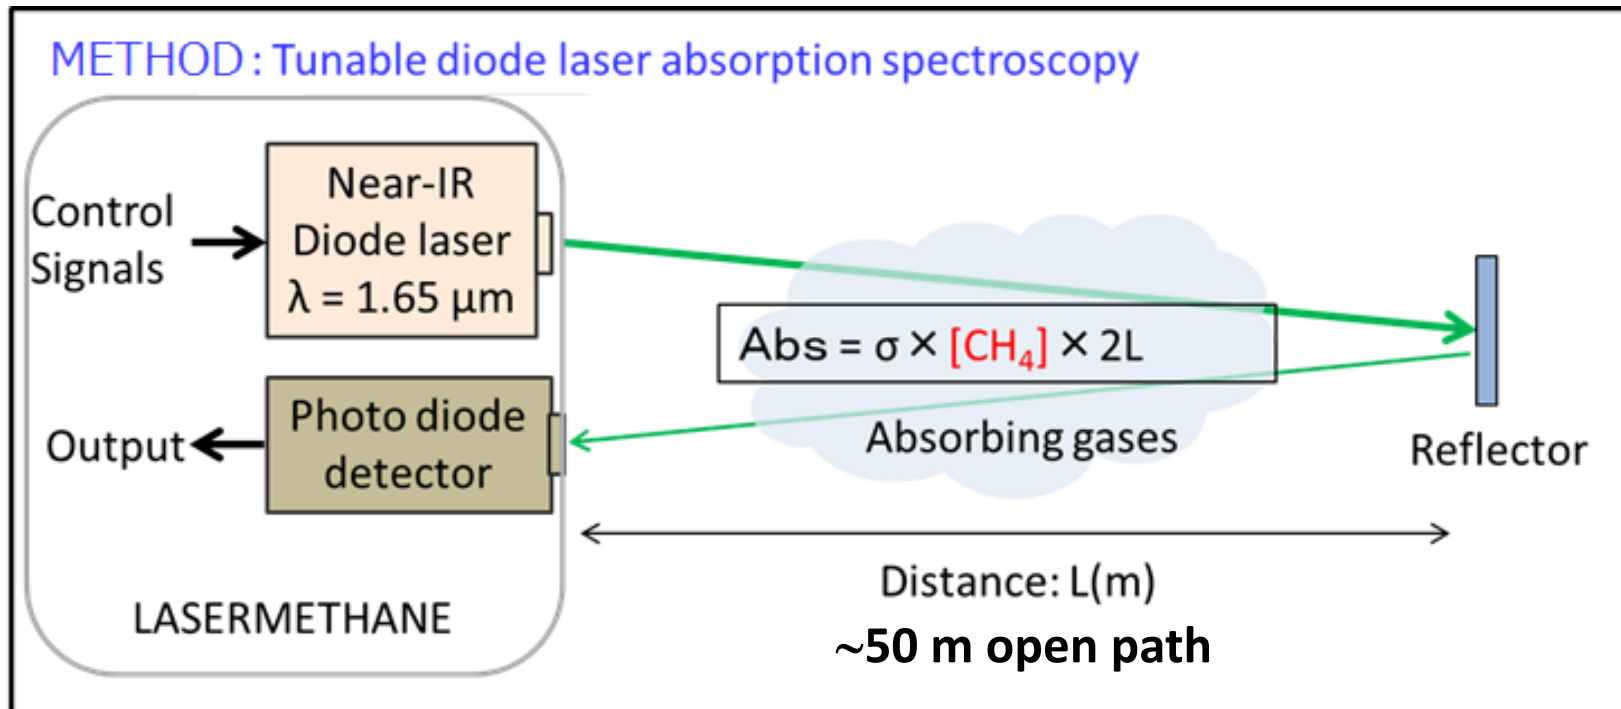 METHOD : Tunable diode laser absorption spectroscopy
Control
Signals
Near-IR
Diode laser
λ = 1.65 μm
Abs = σ × [CH₄] × 2L
Absorbing gases
Reflector
Output
Photo diode
detector
Distance: L(m)
~50 m open path
LASERMETHANE